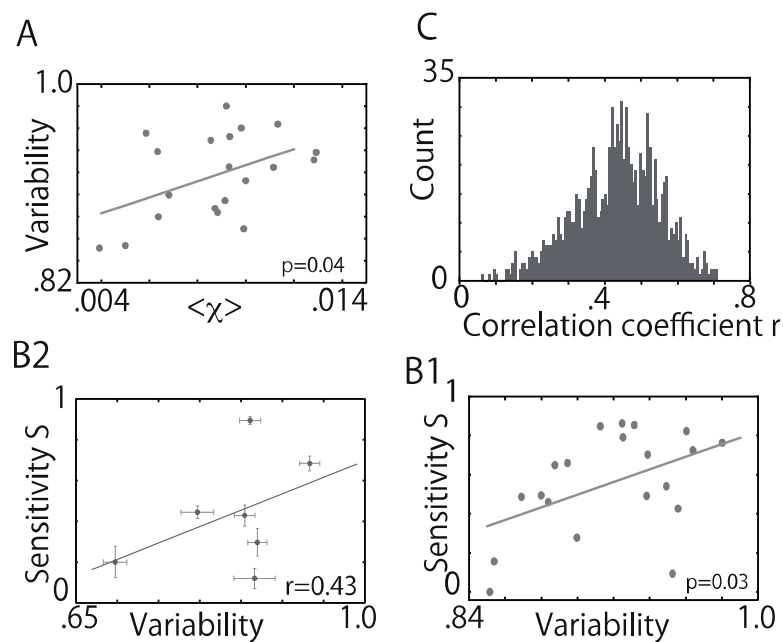 A
1.0
Variability
.82
.004
<χ>
.014
p=0.04
C
35
Count
0
0
.4
.8
Correlation coefficient r
B2
1
Sensitivity S
0
.65
Variability
1.0
r=0.43
B1
1
Sensitivity S
0
.84
Variability
1.0
p=0.03